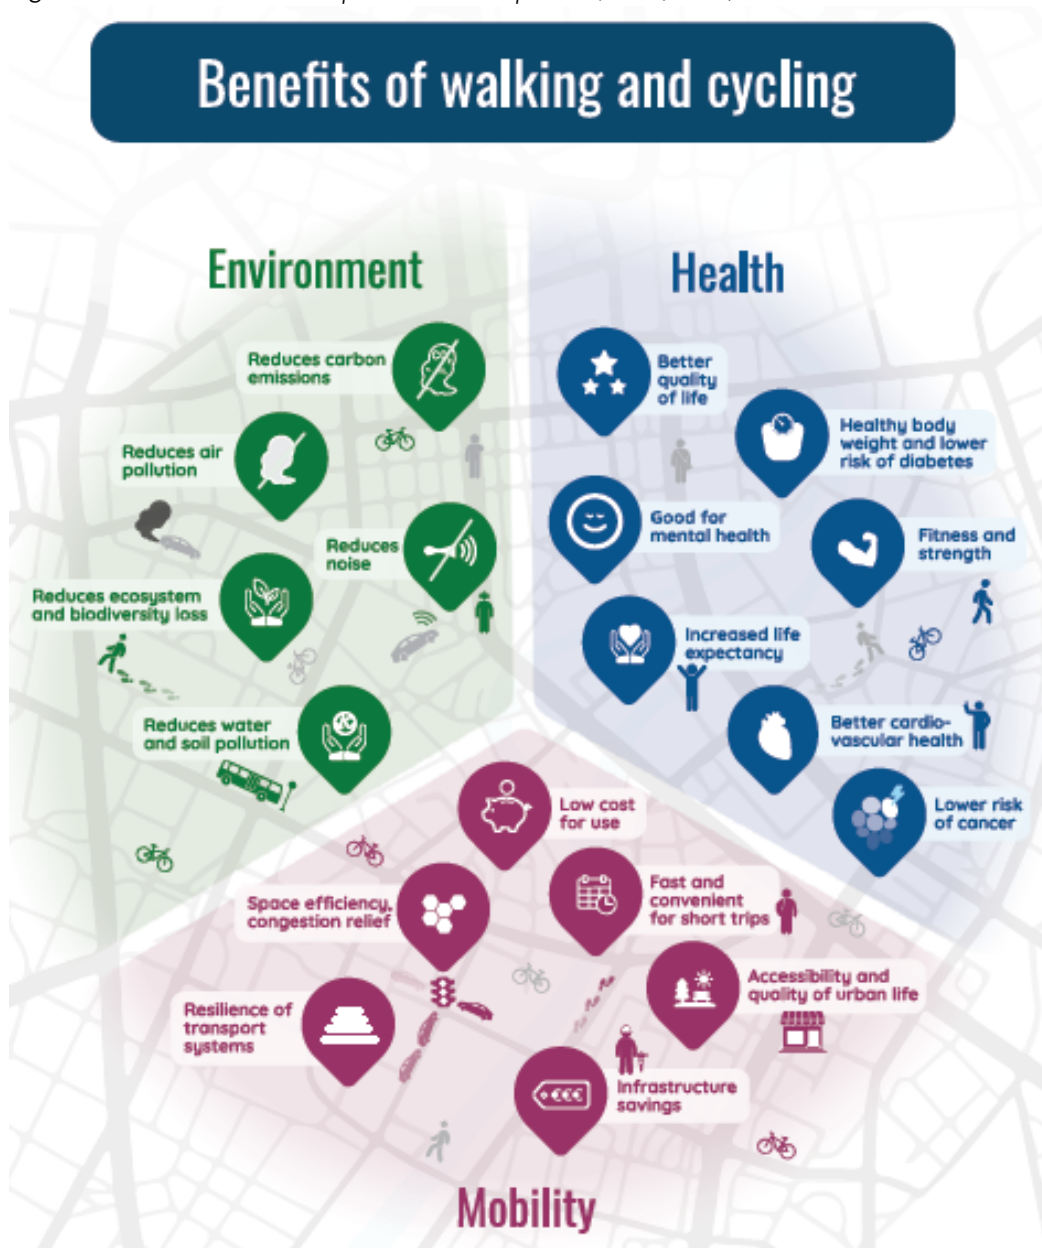 Benefits of walking and cycling
Environment
Reduces carbon
emissions
Reduces air
pollution
Reduces
noise
Reduces ecosystem
and biodiversity loss
Reduces water
and soil pollution
Health
Better
quality
of life
Healthy body
weight and lower
risk of diabetes
Good for
mental health
Fitness and
strength
Increased life
expectancy
Better cardio-
vascular health
Lower risk
of cancer
Low cost
for use
Space efficiency,
congestion relief
Fast and
convenient
for short trips
Accessibility and
quality of urban life
Resilience of
transport
systems
€€€
Infrastructure
savings
Mobility